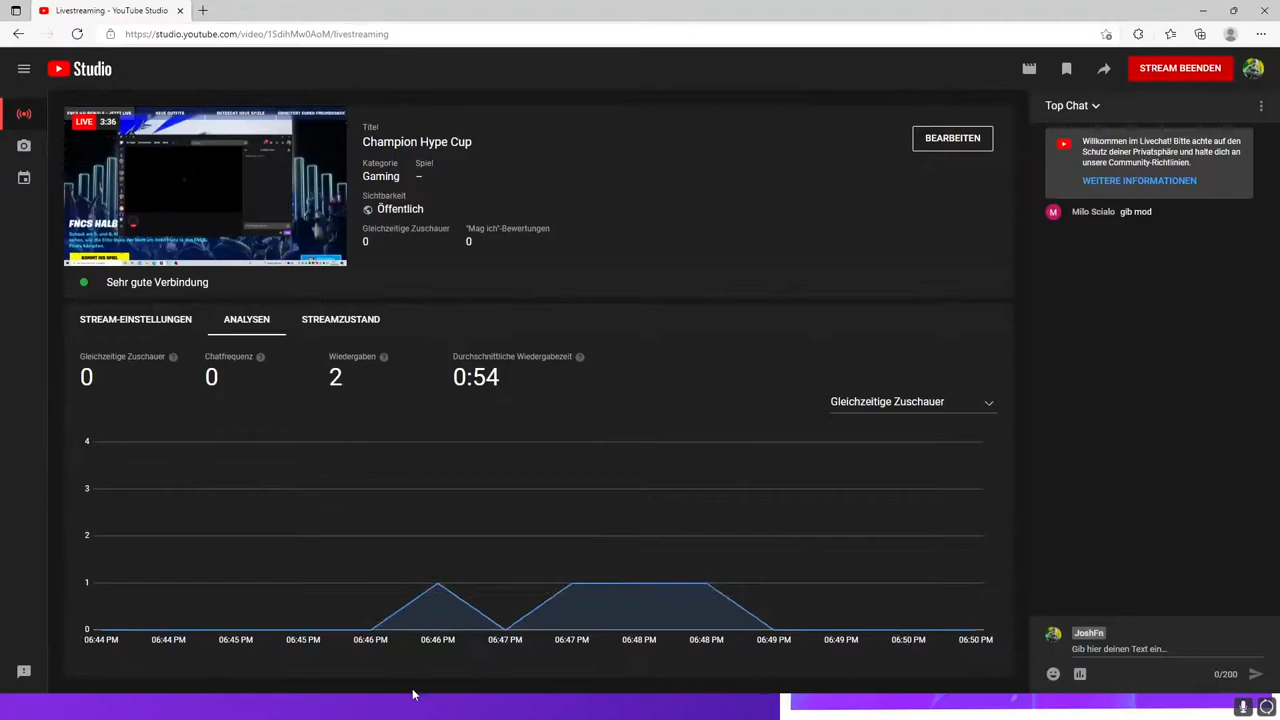 Livestreaming - YouTube Studio
https://studio.youtube.com/video/1SdihMw0AoM/livestreaming
Studio
STREAM BEENDEN
LIVE 3:36
FNCS HALB
KOMMT INS SPIEL
Titel
Champion Hype Cup
Kategorie Spiel
Gaming –
Sichtbarkeit
Öffentlich
Gleichzeitige Zuschauer "Mag ich"-Bewertungen
0 0
BEARBEITEN
Sehr gute Verbindung
STREAM-EINSTELLUNGEN ANALYSEN STREAMZUSTAND
Gleichzeitige Zuschauer Chatfrequenz Wiedergaben Durchschnittliche Wiedergabezeit
0 0 2 0:54
Gleichzeitige Zuschauer
4
3
2
1
0
06:44 PM 06:44 PM 06:45 PM 06:45 PM 06:46 PM 06:46 PM 06:47 PM 06:47 PM 06:48 PM 06:48 PM 06:49 PM 06:49 PM 06:50 PM 06:50 PM
Top Chat
Willkommen im Livechat! Bitte achte auf den
Schutz deiner Privatsphäre und halte dich an
unsere Community-Richtlinien.
WEITERE INFORMATIONEN
M Milo Scialo gib mod
JoshFn
Gib hier deinen Text ein...
0/200